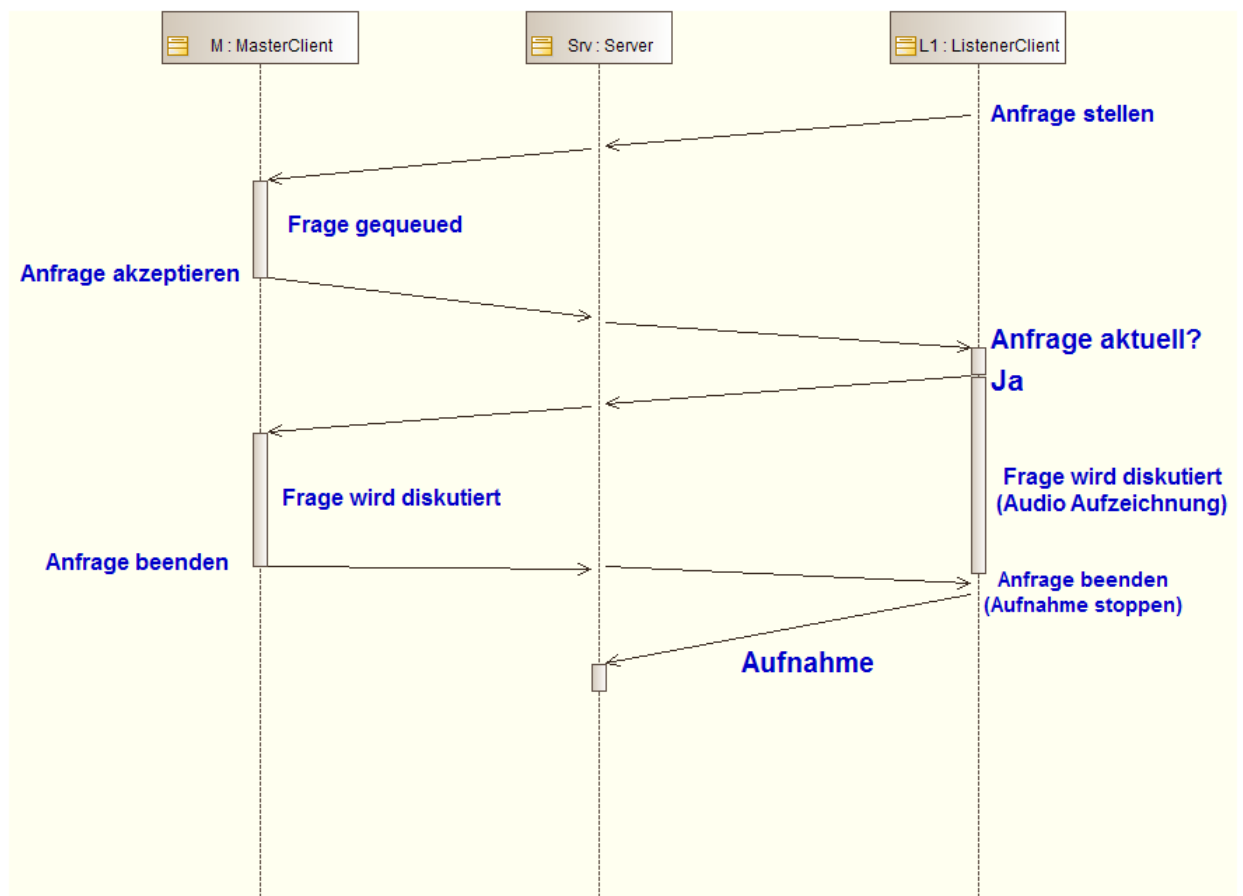 M : MasterClient
Srv : Server
L1 : ListenerClient
Anfrage stellen
Frage gequeued
Anfrage akzeptieren
Anfrage aktuell?
Ja
Frage wird diskutiert
(Audio Aufzeichnung)
Frage wird diskutiert
Anfrage beenden
Anfrage beenden
(Aufnahme stoppen)
Aufnahme